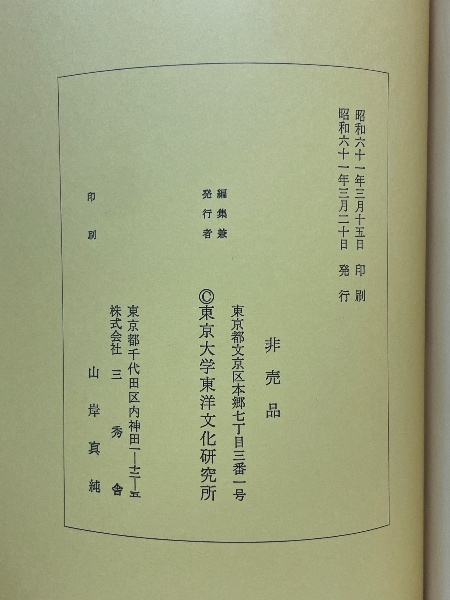 昭和六十一年三月十五日 印刷
昭和六十一年三月二十日 発行
非売品
東京都文京区本郷七丁目三番一号
編集兼
発行者
©東京大学東洋文化研究所
東京都千代田区内神田一―十二―五
印刷
株式会社 三秀舎
山岸真純